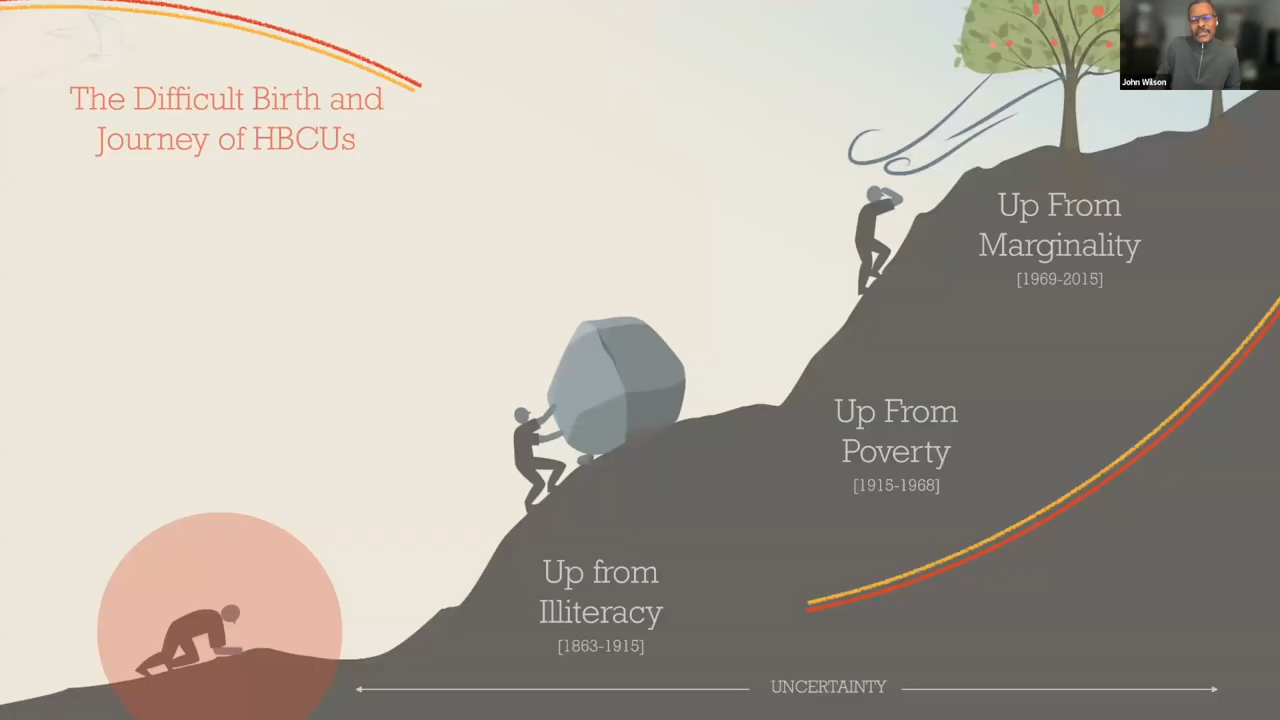 The Difficult Birth and
Journey of HBCUs
John Wilson
Up From
Marginality
[1969-2015]
Up From
Poverty
[1915-1968]
Up from
Illiteracy
[1863-1915]
UNCERTAINTY